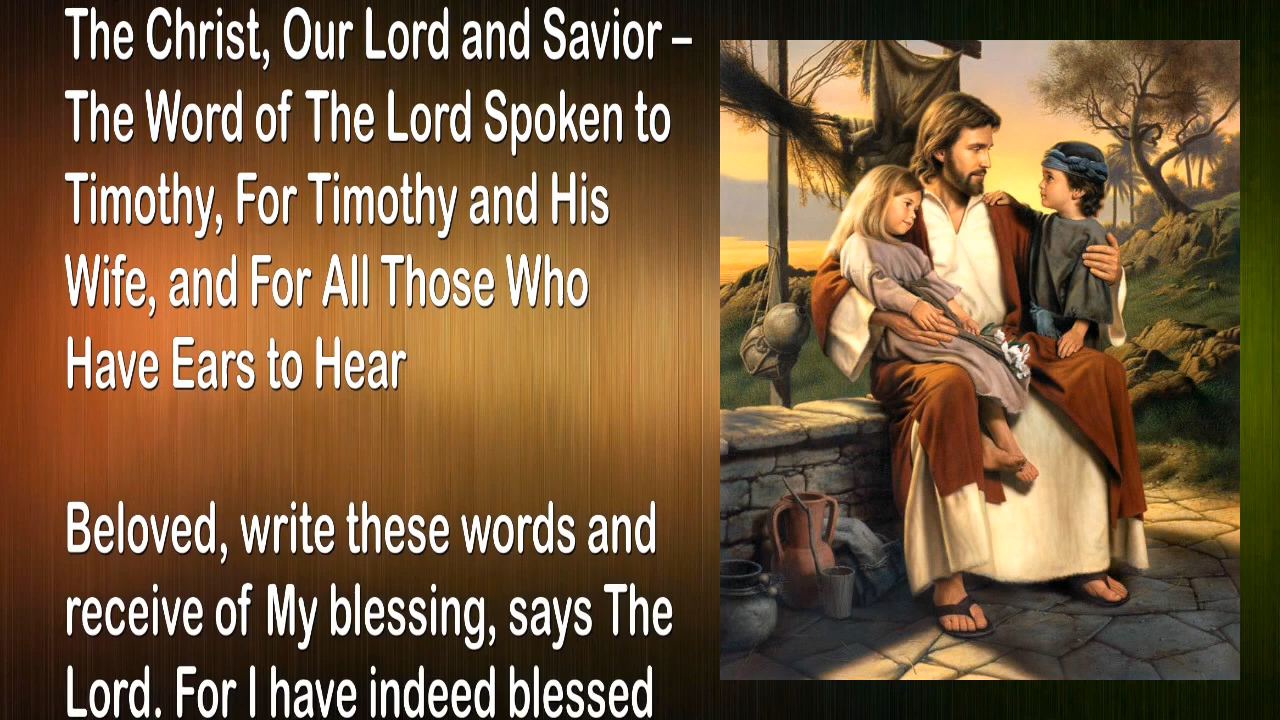 The Christ, Our Lord and Savior –
The Word of The Lord Spoken to
Timothy, For Timothy and His
Wife, and For All Those Who
Have Ears to Hear
Beloved, write these words and
receive of My blessing, says The
Lord. For I have indeed blessed